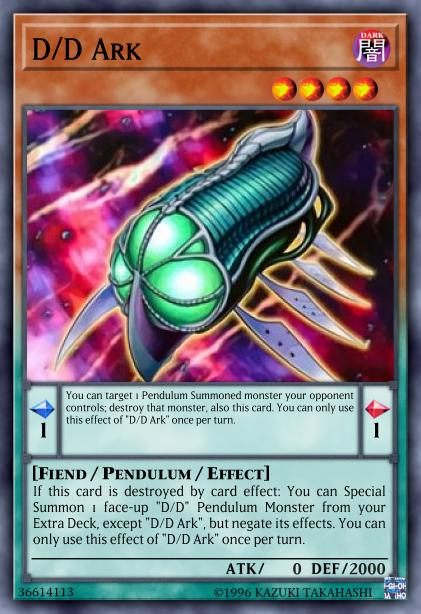 D/D Ark
DARK
闇
You can target 1 Pendulum Summoned monster your opponent
controls; destroy that monster, also this card. You can only use
this effect of "D/D Ark" once per turn.
1
1
[Fiend / Pendulum / Effect]
If this card is destroyed by card effect: You can Special
Summon 1 face-up "D/D" Pendulum Monster from your
Extra Deck, except "D/D Ark", but negate its effects. You can
only use this effect of "D/D Ark" once per turn.
ATK/ 0 DEF/2000
36614113
©1996 KAZUKI TAKAHASHI